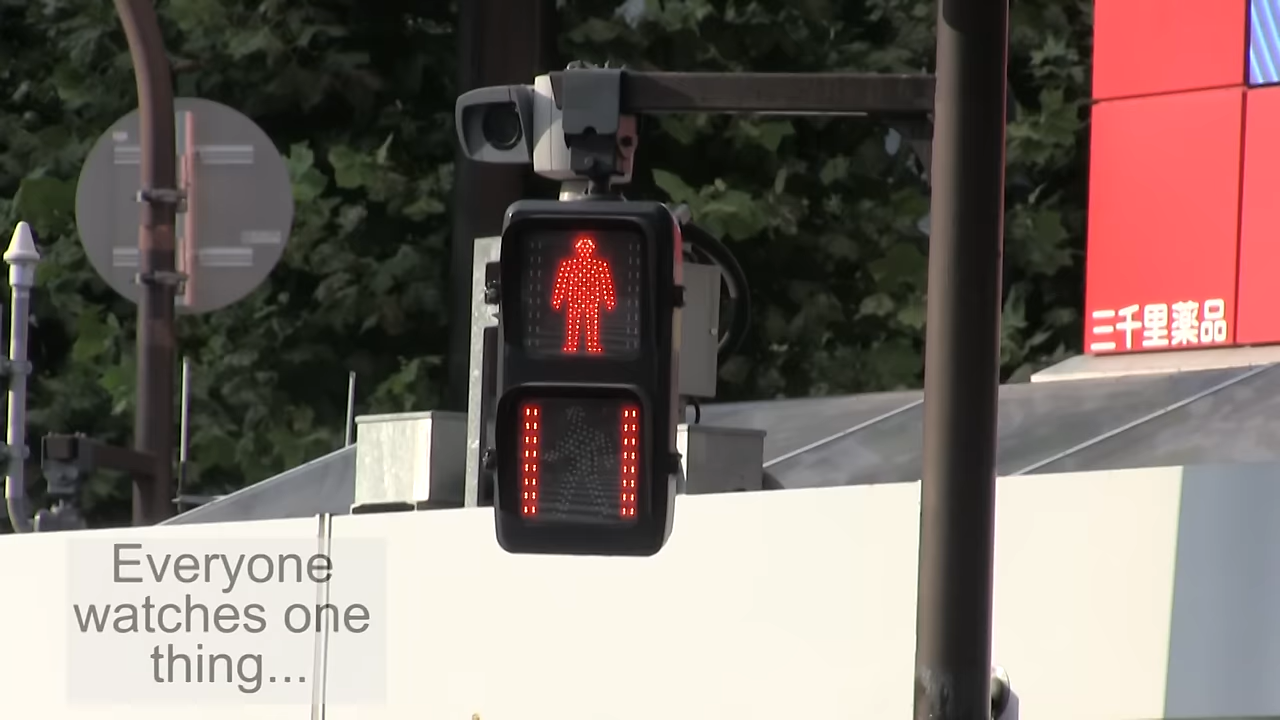 三千里薬品
Everyone
watches one
thing...